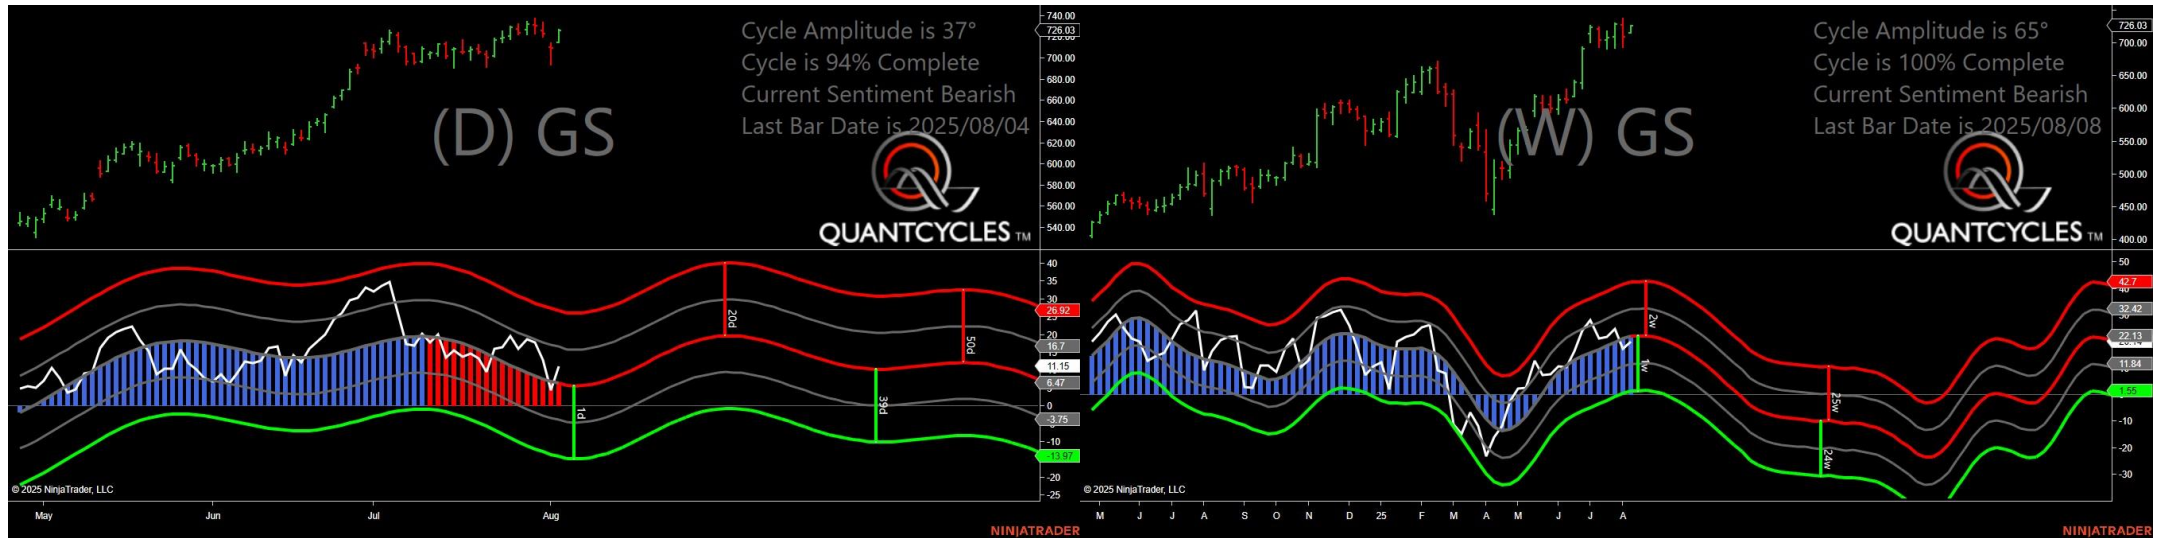 Cycle Amplitude is 37°
Cycle is 94% Complete
Current Sentiment Bearish
Last Bar Date is 2025/08/04
(D) GS
QUANTCYCLES TM
740.00
726.03
700.00
680.00
660.00
640.00
620.00
600.00
580.00
560.00
540.00
40
35
30
26.92
20
16.7
11.15
6.47
0
-3.75
-10
-13.97
-20
-25
20d
50d
1d
39d
© 2025 NinjaTrader, LLC
May Jun Jul Aug
NINJATRADER
Cycle Amplitude is 65°
Cycle is 100% Complete
Current Sentiment Bearish
Last Bar Date is 2025/08/08
(W) GS
QUANTCYCLES TM
726.03
700.00
650.00
600.00
550.00
500.00
450.00
400.00
50
42.7
32.42
22.13
11.84
1.55
-10
-20
-30
2w
1w
25w
24w
© 2025 NinjaTrader, LLC
M J J A S O N D 25 F M A M J J A
NINJATRADER